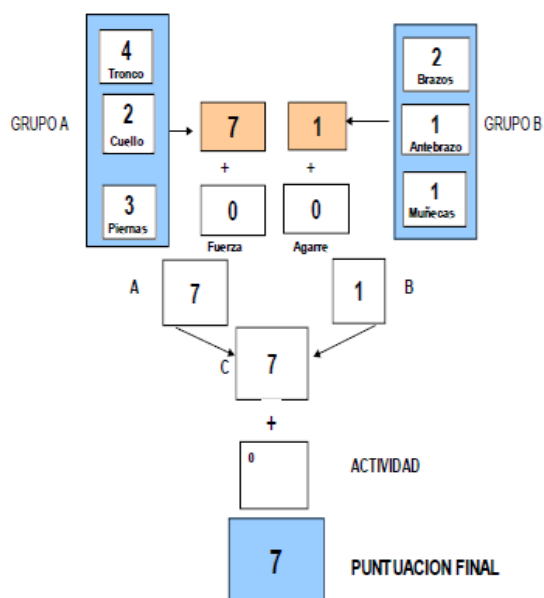 4
Tronco
2
Brazos
GRUPO A
2
Cuello
7
1
1
Antebrazo
GRUPO B
+
+
3
Piernas
0
Fuerza
0
Agarre
1
Muñecas
A
7
1
B
C
7
+
0
ACTIVIDAD
7
PUNTUACION FINAL